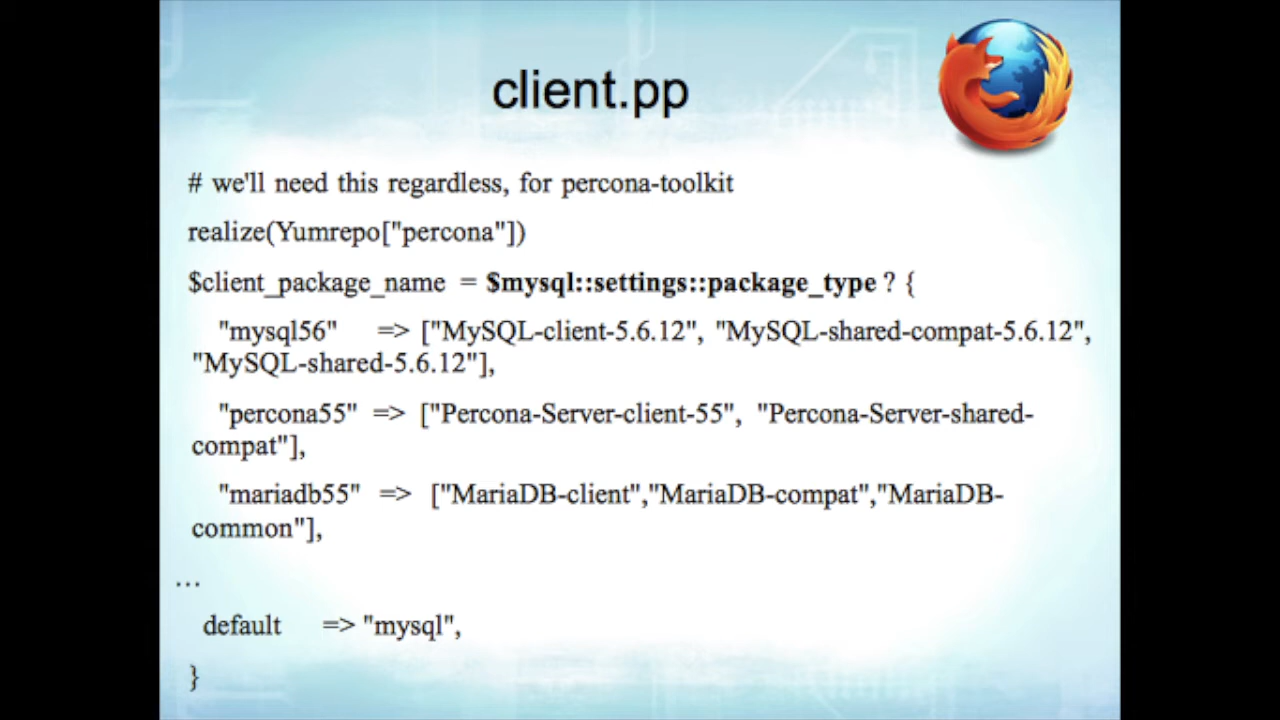 client.pp
# we'll need this regardless, for percona-toolkit
realize(Yumrepo["percona"])
$client_package_name = $mysql::settings::package_type ? {
"mysql56" => ["MySQL-client-5.6.12", "MySQL-shared-compat-5.6.12",
"MySQL-shared-5.6.12"],
"percona55" => ["Percona-Server-client-55", "Percona-Server-shared-
compat"],
"mariadb55" => ["MariaDB-client","MariaDB-compat","MariaDB-
common"],
...
default => "mysql",
}